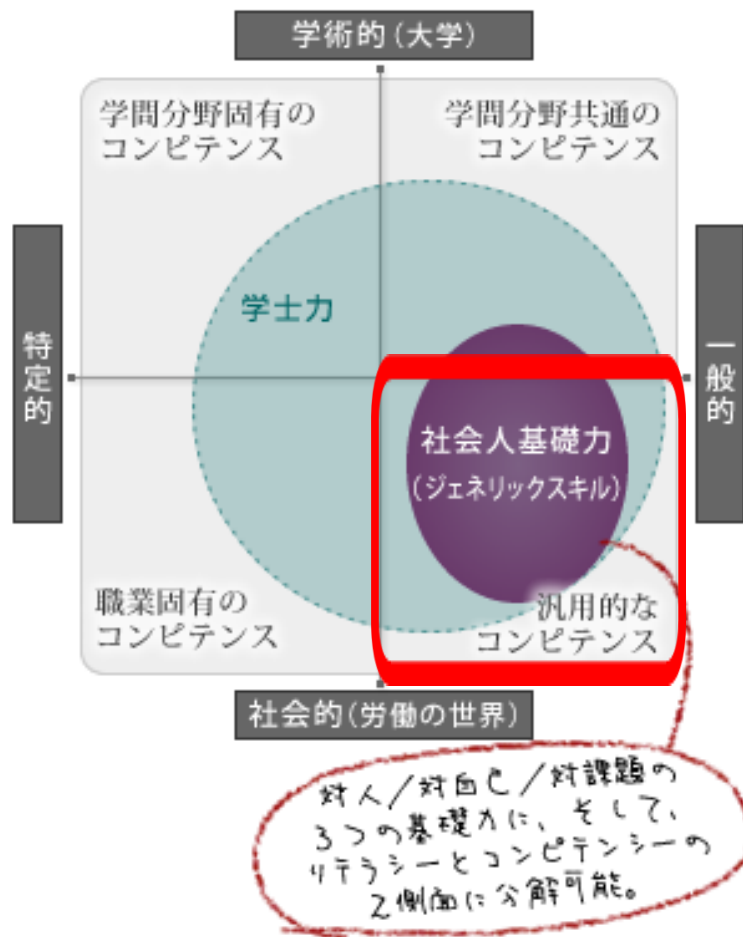 学術的(大学)
学問分野固有の
コンピテンス
学問分野共通の
コンピテンス
学士力
特定的
一般的
社会人基礎力
(ジェネリックスキル)
職業固有の
コンピテンス
汎用的な
コンピテンス
社会的(労働の世界)
対人/対自己/対課題の
3つの基礎力に、そして、
リテラシーとコンピテンシーの
2側面に分解可能。